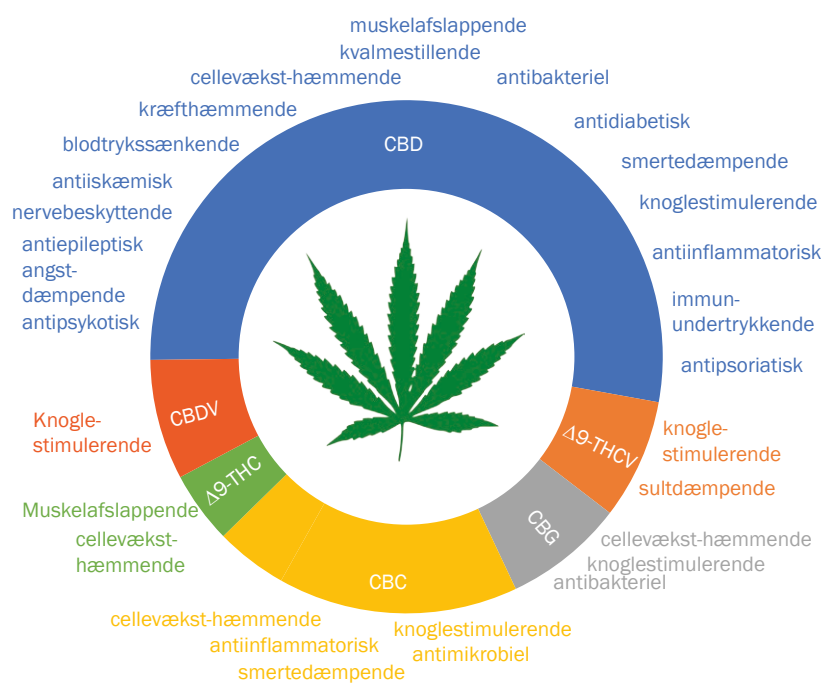 muskelafslappende
kvalmestillende
cellevækst-hæmmende
antibakteriel
kræfthæmmende
antidiabetisk
blodtrykssænkende
CBD
smertedæmpende
antiiskæmisk
knoglestimulerende
nervebeskyttende
antiepileptisk
antiinflammatorisk
angst-
dæmpende
immun-
undertrykkende
antipsykotisk
antipsoriatisk
CBDV
Knogle-
stimulerende
Δ9-THCV
knogle-
stimulerende
sultdæmpende
Δ9-THC
Muskelafslappende
cellevækst-
hæmmende
CBG
cellevækst-hæmmende
knoglestimulerende
antibakteriel
CBC
cellevækst-hæmmende
antiinflammatorisk
smertedæmpende
knoglestimulerende
antimikrobiel